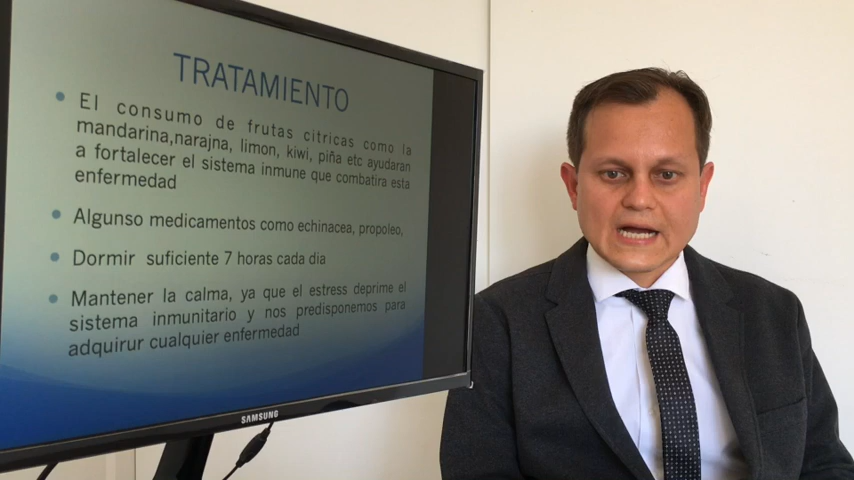 TRATAMIENTO
• El consumo de frutas citricas como la
mandarina,narajna, limon, kiwi, piña etc ayudaran
a fortalecer el sistema inmune que combatira esta
enfermedad
• Algunso medicamentos como echinacea, propoleo,
• Dormir suficiente 7 horas cada dia
• Mantener la calma, ya que el estress deprime el
sistema inmunitario y nos predisponemos para
adquirur cualquier enfermedad
SAMSUNG